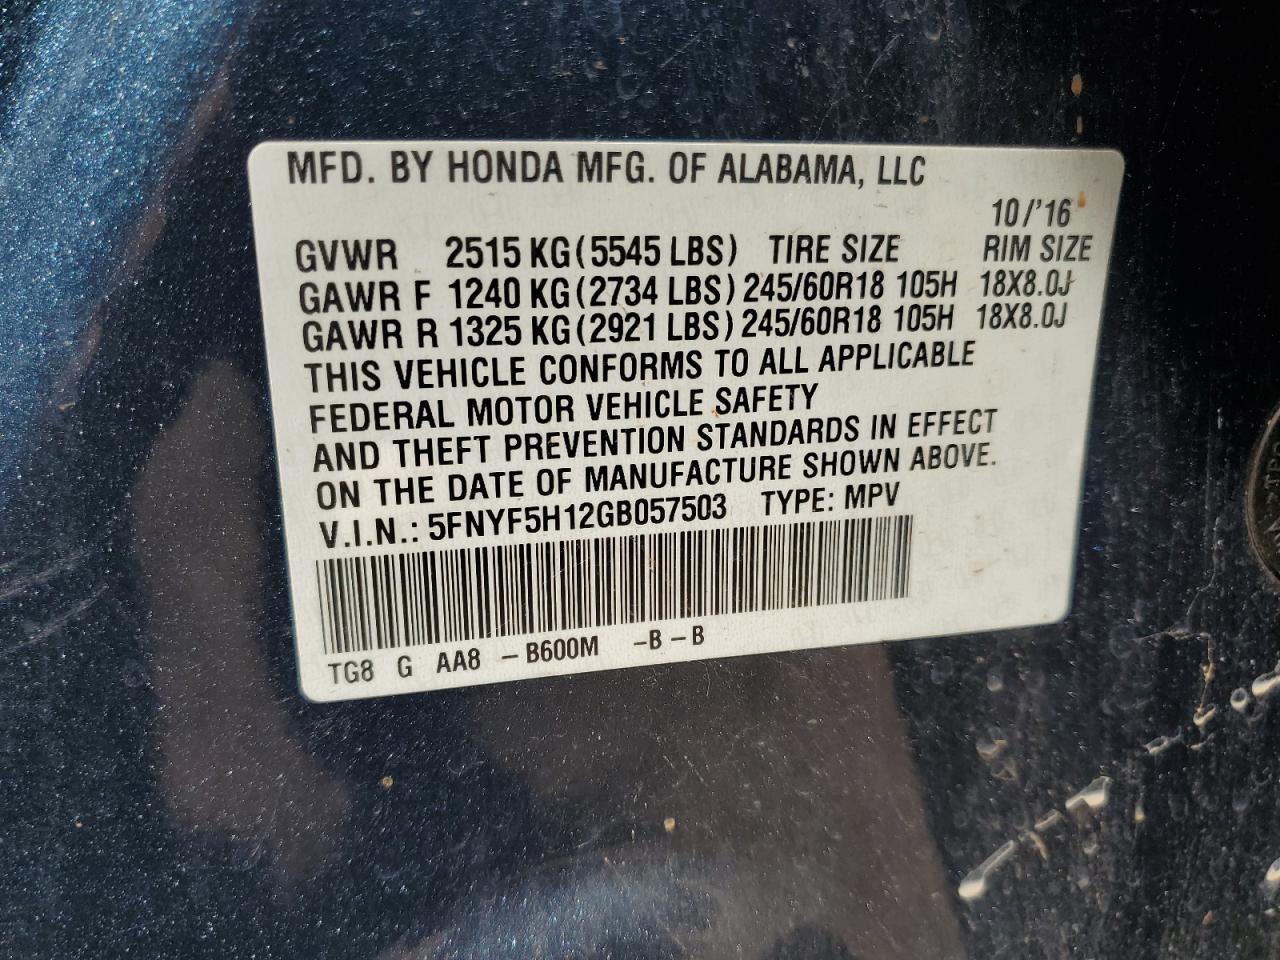 MFD. BY HONDA MFG. OF ALABAMA, LLC
10/'16
GVWR 2515 KG(5545 LBS) TIRE SIZE RIM SIZE
GAWR F 1240 KG(2734 LBS) 245/60R18 105H 18X8.0J
GAWR R 1325 KG(2921 LBS) 245/60R18 105H 18X8.0J
THIS VEHICLE CONFORMS TO ALL APPLICABLE
FEDERAL MOTOR VEHICLE SAFETY
AND THEFT PREVENTION STANDARDS IN EFFECT
ON THE DATE OF MANUFACTURE SHOWN ABOVE.
V.I.N.: 5FNYF5H12GB057503 TYPE: MPV
TG8 G AA8 -B600M -B-B